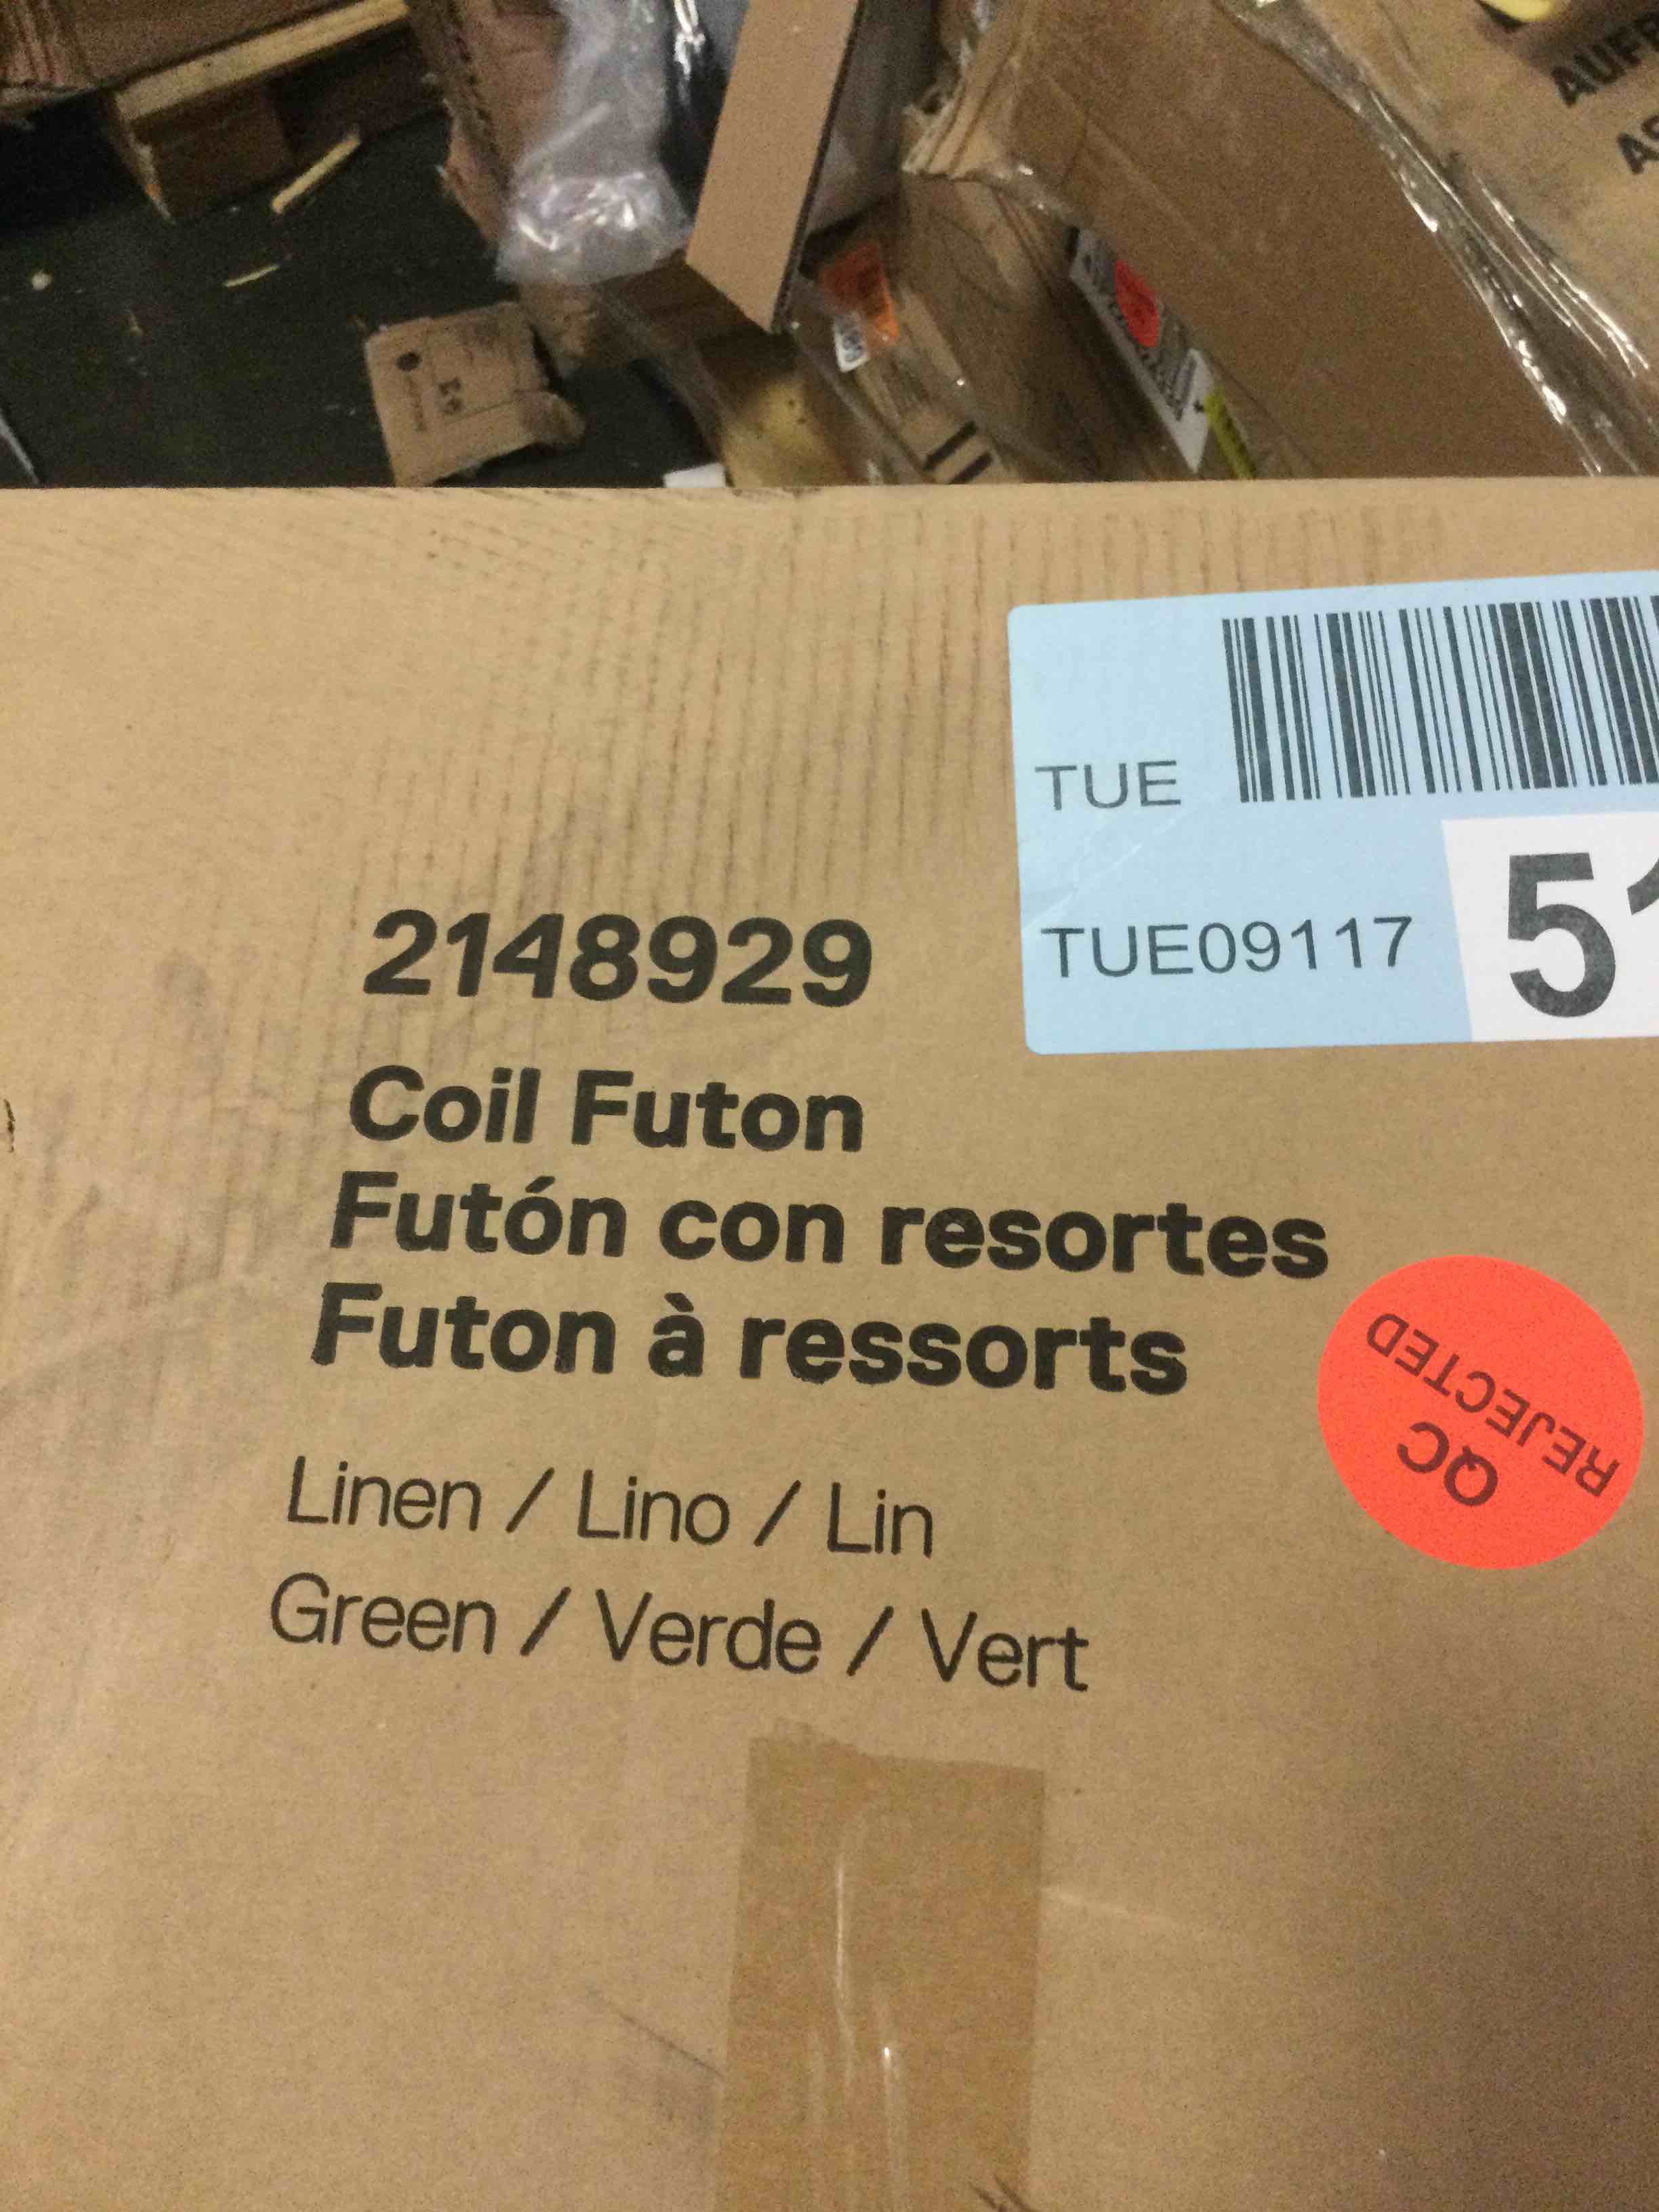 TUE
TUE09117
2148929
Coil Futon
Futón con resortes
Futon à ressorts
Linen / Lino / Lin
Green / Verde / Vert
QC
REJECTED